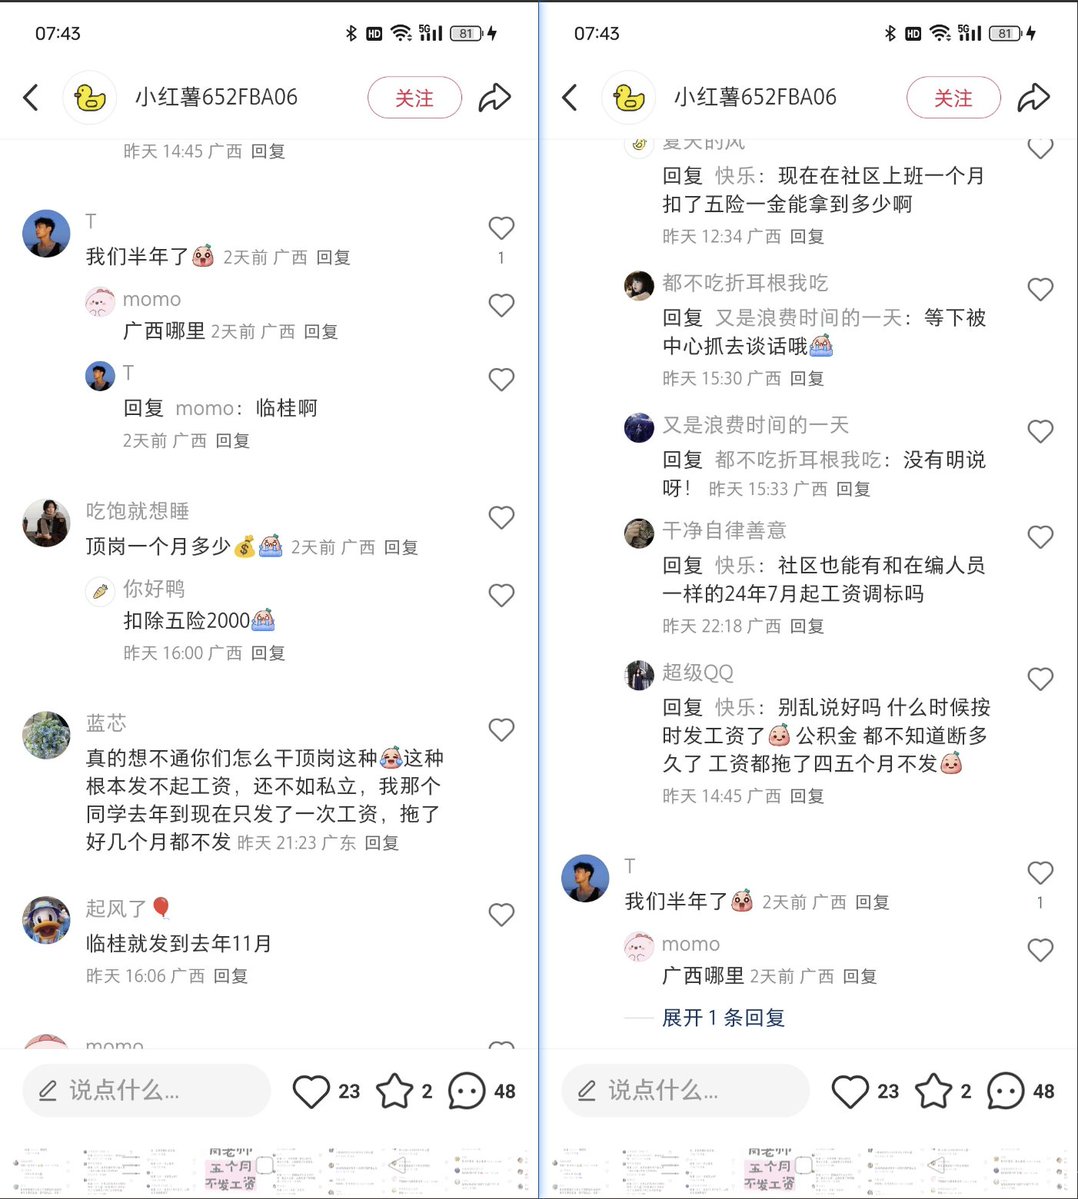 07:43
HD 5G 81
小红薯652FBA06
关注
昨天 14:45 广西 回复
T
我们半年了 2天前 广西 回复
1
momo
广西哪里 2天前 广西 回复
T
回复 momo：临桂啊
2天前 广西 回复
吃饱就想睡
顶岗一个月多少 2天前 广西 回复
你好鸭
扣除五险2000
昨天 16:00 广西 回复
蓝芯
真的想不通你们怎么干顶岗这种 这种
根本发不起工资，还不如私立，我那个
同学去年到现在只发了一次工资，拖了
好几个月都不发 昨天 21:23 广东 回复
起风了
临桂就发到去年11月
昨天 16:06 广西 回复
momo
说点什么...
23
2
48
周老师
五个月
不发工资
07:43
HD 5G 81
小红薯652FBA06
关注
夏天的风
回复 快乐：现在在社区上班一个月
扣了五险一金能拿到多少啊
昨天 12:34 广西 回复
都不吃折耳根我吃
回复 又是浪费时间的一天：等下被
中心抓去谈话哦
昨天 15:30 广西 回复
又是浪费时间的一天
回复 都不吃折耳根我吃：没有明说
呀！ 昨天 15:33 广西 回复
干净自律善意
回复 快乐：社区也能有和在编人员
一样的24年7月起工资调标吗
昨天 22:18 广西 回复
超级QQ
回复 快乐：别乱说好吗 什么时候按
时发工资了 公积金 都不知道断多
久了 工资都拖了四五个月不发
昨天 14:45 广西 回复
T
我们半年了 2天前 广西 回复
1
momo
广西哪里 2天前 广西 回复
展开 1 条回复
说点什么...
23
2
48
周老师
五个月
不发工资